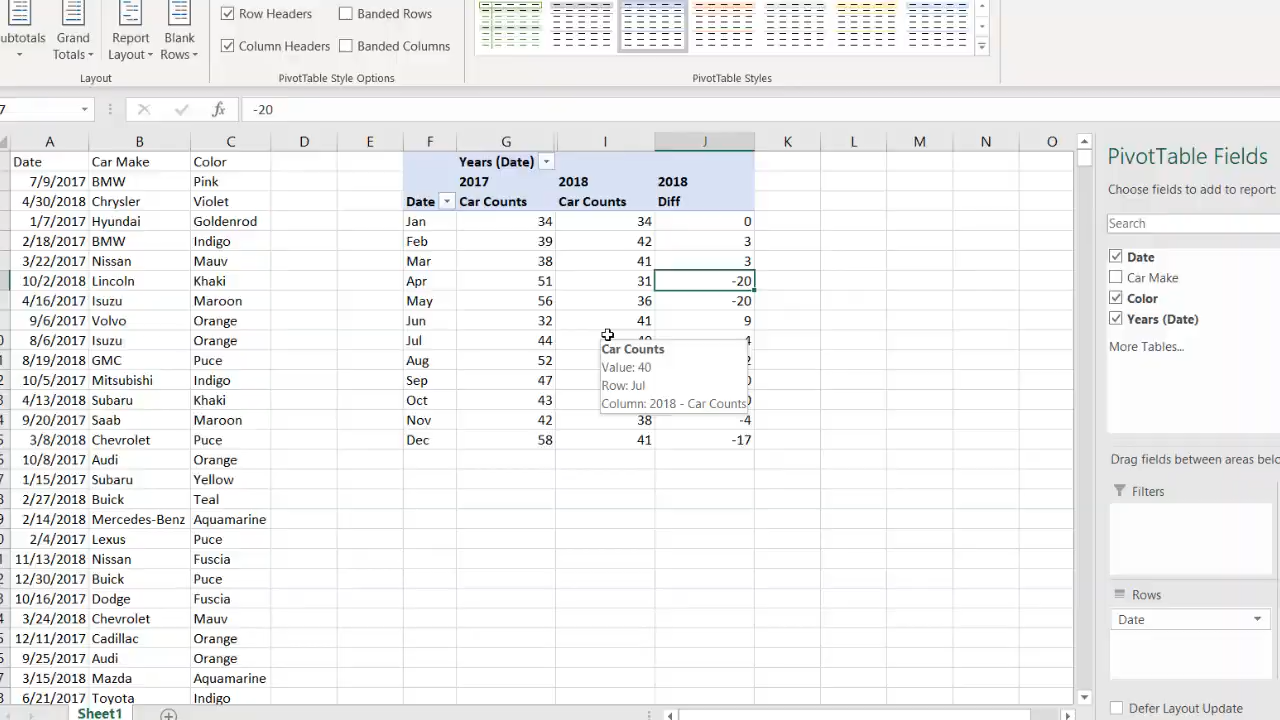 Subtotals Grand Totals Report Layout Blank Rows
Row Headers Banded Rows
Column Headers Banded Columns
Layout PivotTable Style Options PivotTable Styles
7 fx -20
A B C D E F G I J K L M N O
Date Car Make Color Years (Date)
7/9/2017 BMW Pink 2017 2018 2018
4/30/2018 Chrysler Violet Date Car Counts Car Counts Diff
1/7/2017 Hyundai Goldenrod Jan 34 34 0
2/18/2017 BMW Indigo Feb 39 42 3
3/22/2017 Nissan Mauv Mar 38 41 3
10/2/2018 Lincoln Khaki Apr 51 31 -20
4/16/2017 Isuzu Maroon May 56 36 -20
9/6/2017 Volvo Orange Jun 32 41 9
8/6/2017 Isuzu Orange Jul 44
8/19/2018 GMC Puce Aug 52
10/5/2017 Mitsubishi Indigo Sep 47
4/13/2018 Subaru Khaki Oct 43
9/20/2017 Saab Maroon Nov 42 38 -4
3/8/2018 Chevrolet Puce Dec 58 41 -17
10/8/2017 Audi Orange
1/15/2017 Subaru Yellow
2/27/2018 Buick Teal
2/14/2018 Mercedes-Benz Aquamarine
2/4/2017 Lexus Puce
11/13/2018 Nissan Fuscia
12/30/2017 Buick Puce
10/16/2017 Dodge Fuscia
3/24/2018 Chevrolet Mauv
12/11/2017 Cadillac Orange
9/25/2017 Audi Orange
3/15/2018 Mazda Aquamarine
6/21/2017 Toyota Indigo
Car Counts
Value: 40
Row: Jul
Column: 2018 - Car Counts
Sheet1
PivotTable Fields
Choose fields to add to report:
Search
Date
Car Make
Color
Years (Date)
More Tables...
Drag fields between areas belo
Filters
Rows
Date
Defer Layout Update